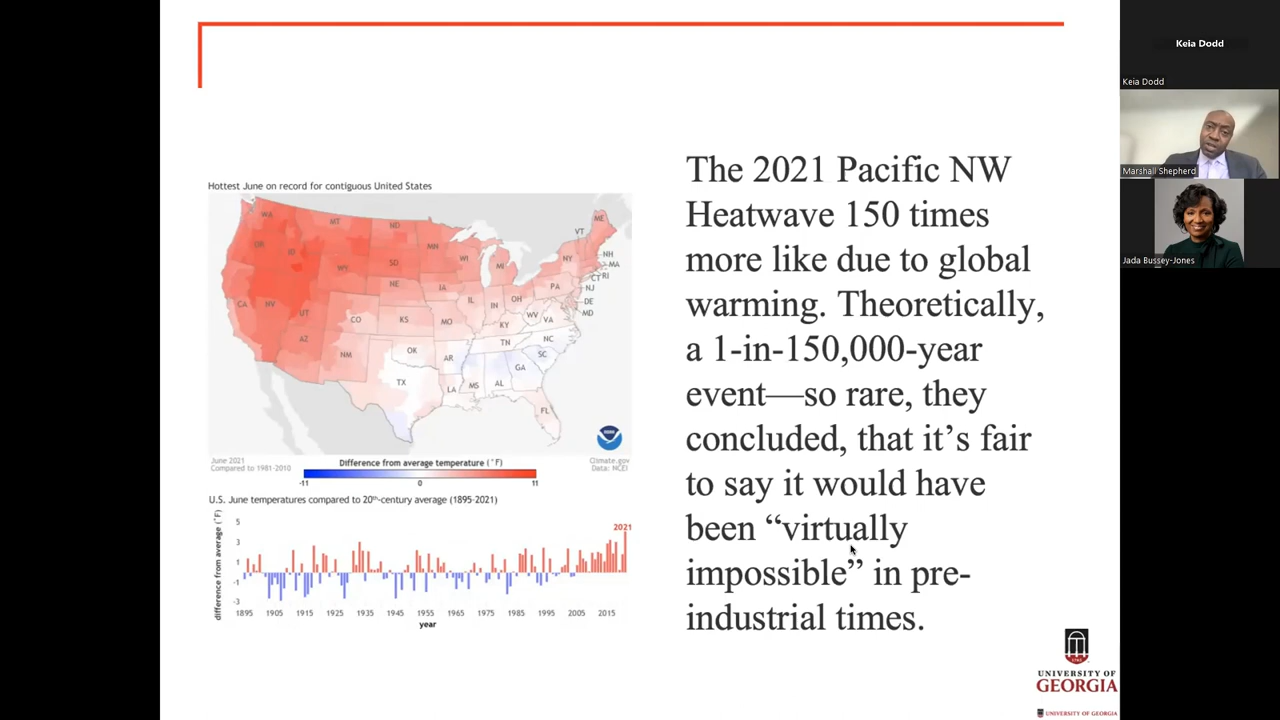 Hottest June on record for contiguous United States
WA
MT
ND
ME
OR
ID
MN
VT
NH
SD
WI
NY
MA
WY
MI
CT
RI
NE
IA
PA
NJ
CA
NV
UT
IL
IN
OH
DE
MD
CO
KS
MO
WV
VA
KY
AZ
NM
OK
AR
TN
NC
SC
TX
MS
AL
GA
LA
FL
June 2021
Compared to 1981-2010
Difference from average temperature (°F)
Climate.gov
Data: NCEI
-11
0
11
U.S. June temperatures compared to 20th-century average (1895-2021)
difference from average (°F)
5
3
1
-1
-3
2021
1895
1905
1915
1925
1935
1945
1955
1965
1975
1985
1995
2005
2015
year
The 2021 Pacific NW
Heatwave 150 times
more like due to global
warming. Theoretically,
a 1-in-150,000-year
event—so rare, they
concluded, that it’s fair
to say it would have
been “virtually
impossible” in pre-
industrial times.
UNIVERSITY OF
GEORGIA
UNIVERSITY OF GEORGIA
Keia Dodd
Keia Dodd
Marshall Shepherd
Jada Bussey-Jones